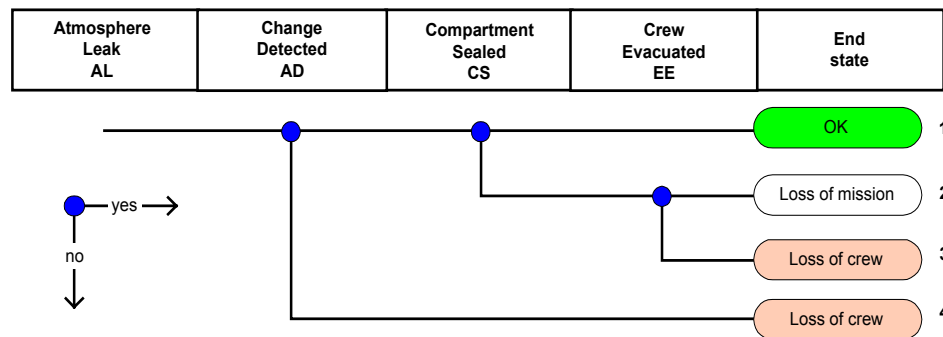 Atmosphere
Leak
AL
Change
Detected
AD
Compartment
Sealed
CS
Crew
Evacuated
EE
End
state
OK
1
yes
Loss of mission
2
no
Loss of crew
3
Loss of crew
4